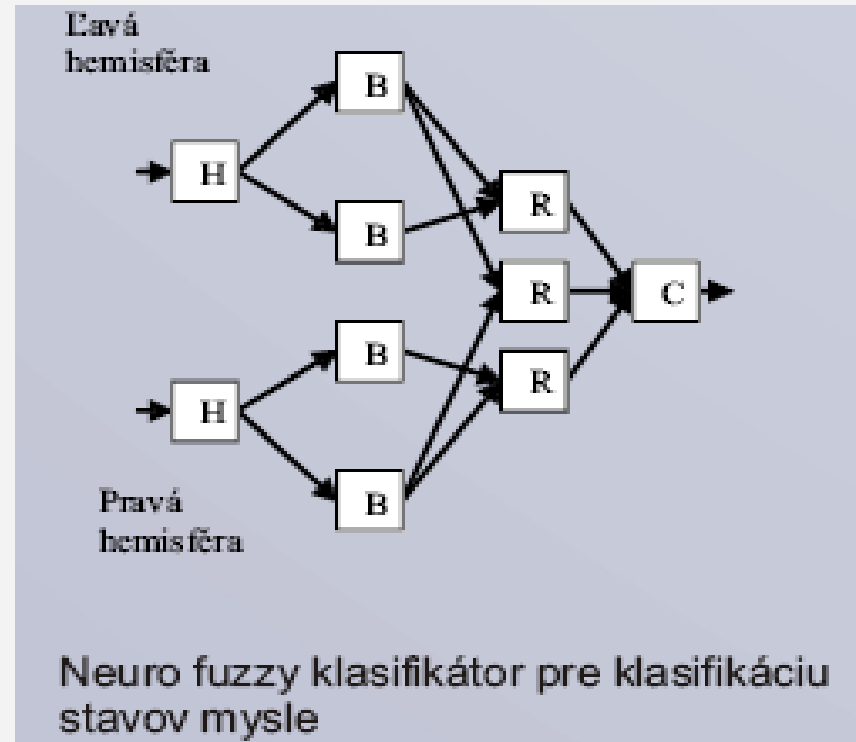 Ľavá
hemisféra
B
H
R
B
R
C
B
R
H
B
Pravá
hemisféra
Neuro fuzzy klasifikátor pre klasifikáciu
stavov mysle